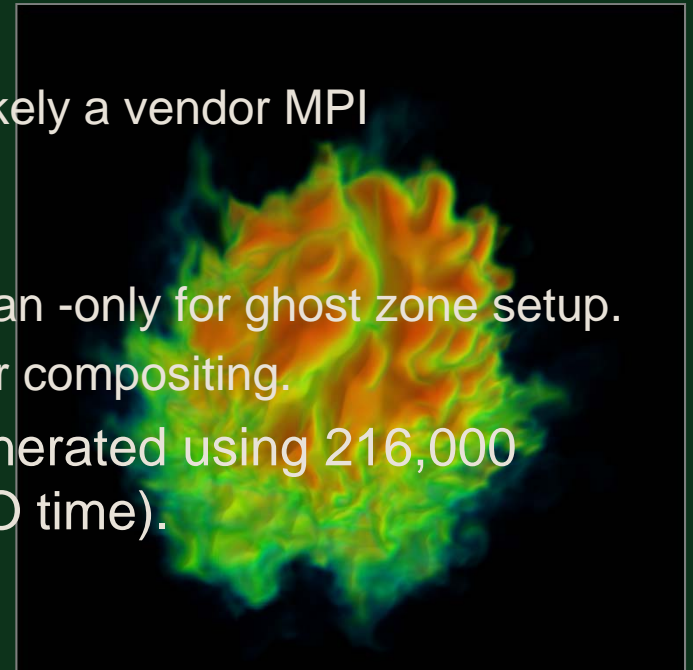 kely a vendor MPI
an -only for ghost zone setup.
r compositing.
nerated using 216,000
O time).